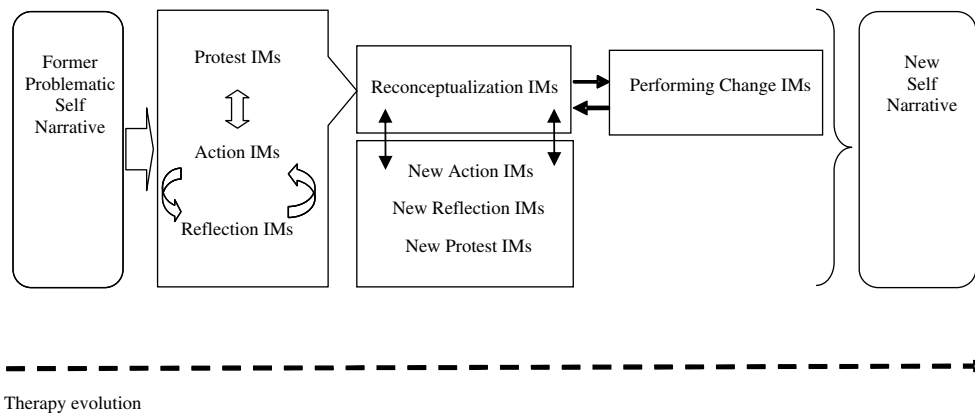 Former
Problematic
Self
Narrative
Protest IMs
Action IMs
Reflection IMs
Reconceptualization IMs
New Action IMs
New Reflection IMs
New Protest IMs
Performing Change IMs
New
Self
Narrative
Therapy evolution